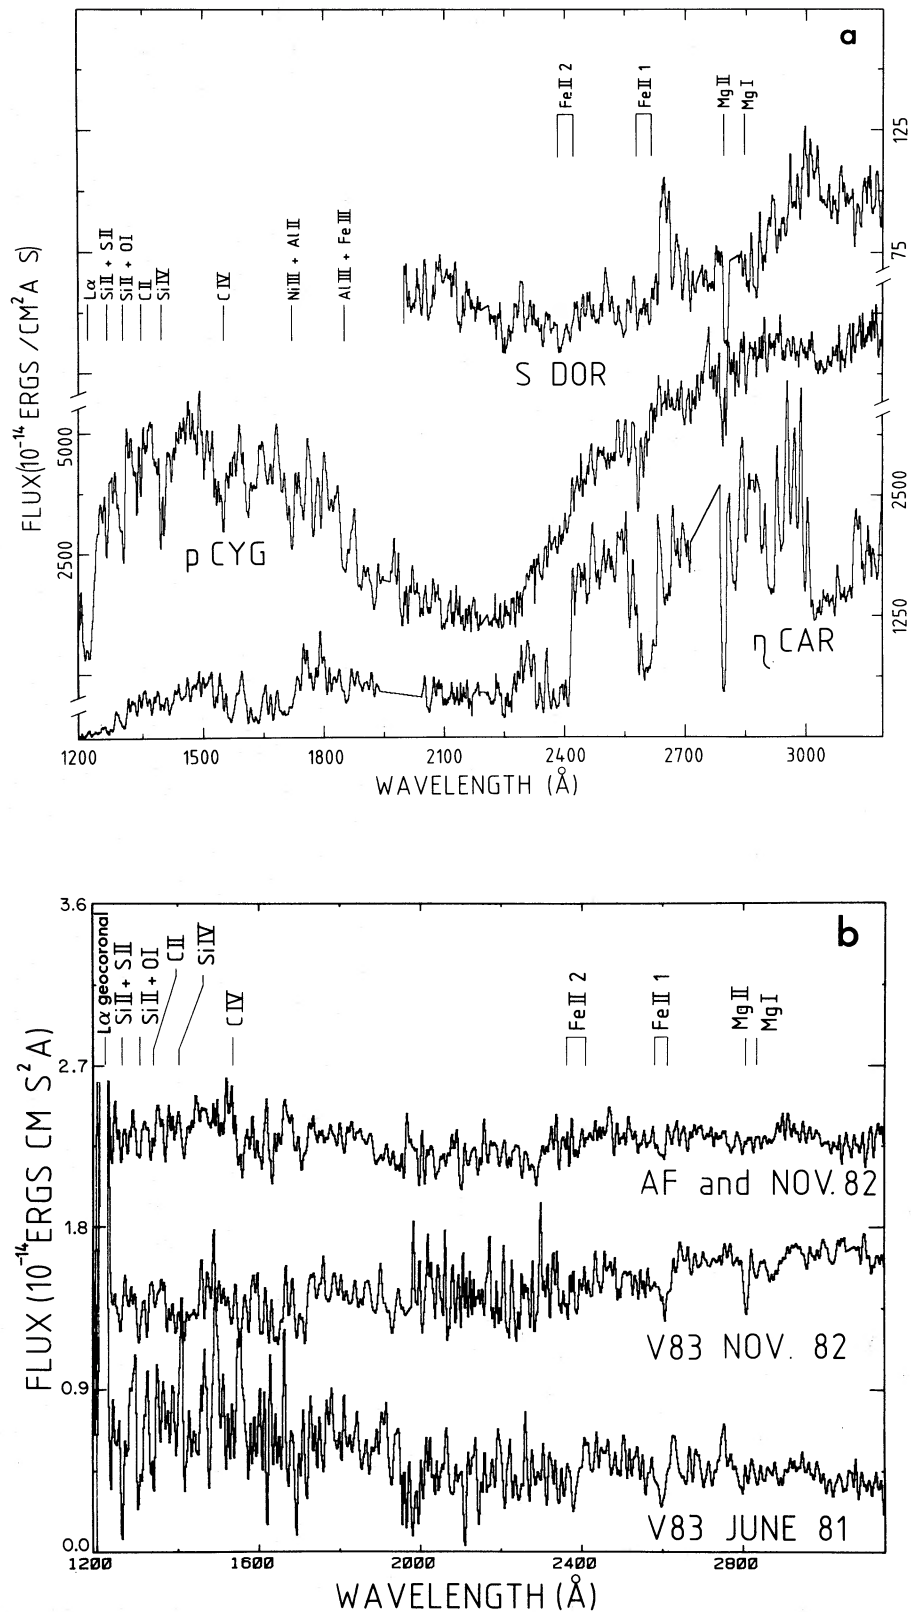 a
Fe II 2
Fe II 1
Mg II
Mg I
125
75
Lα
Si II + S II
Si II + O I
C II
Si IV
C IV
Ni III + Al II
Al III + Fe III
FLUX(10⁻¹⁴ ERGS /CM² A S)
S DOR
5000
2500
2500
1250
p CYG
η CAR
1200
1500
1800
2100
2400
2700
3000
WAVELENGTH (Å)
b
3.6
Lα geocoronal
Si II + S II
Si II + O I
C II
Si IV
C IV
Fe II 2
Fe II 1
Mg II
Mg I
2.7
FLUX (10⁻¹⁴ ERGS CM S² A)
AF and NOV. 82
1.8
V83 NOV. 82
0.9
V83 JUNE 81
0.0
1200
1600
2000
2400
2800
WAVELENGTH (Å)